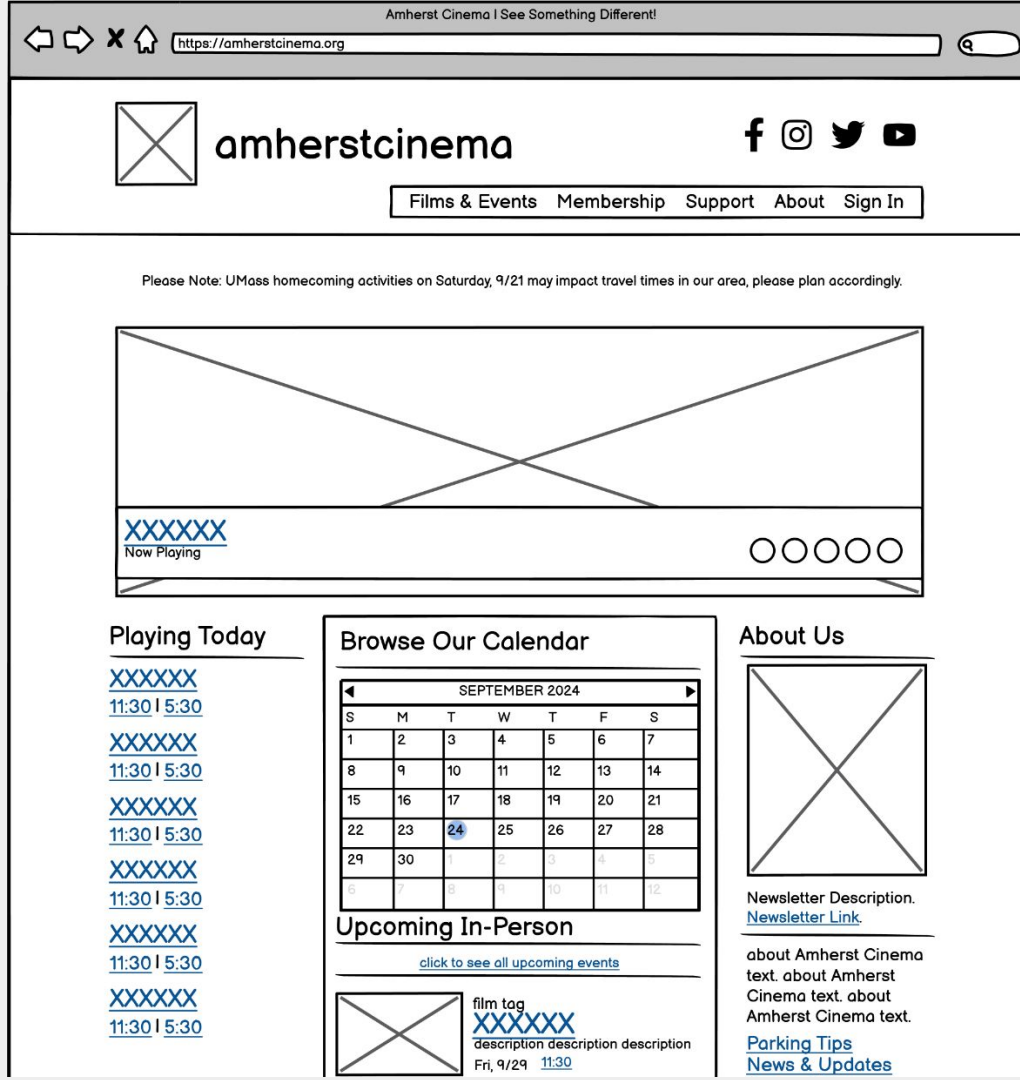 Amherst Cinema | See Something Different!
https://amherstcinema.org
amherstcinema
Films & Events Membership Support About Sign In
Please Note: UMass homecoming activities on Saturday, 9/21 may impact travel times in our area, please plan accordingly.
XXXXXX
Now Playing
Playing Today
XXXXXX
11:30 | 5:30
XXXXXX
11:30 | 5:30
XXXXXX
11:30 | 5:30
XXXXXX
11:30 | 5:30
XXXXXX
11:30 | 5:30
XXXXXX
11:30 | 5:30
Browse Our Calendar
SEPTEMBER 2024
S M T W T F S
1 2 3 4 5 6 7
8 9 10 11 12 13 14
15 16 17 18 19 20 21
22 23 24 25 26 27 28
29 30 1 2 3 4 5
6 7 8 9 10 11 12
Upcoming In-Person
click to see all upcoming events
film tag
XXXXXX
description description description
Fri, 9/29 11:30
About Us
Newsletter Description.
Newsletter Link.
about Amherst Cinema
text. about Amherst
Cinema text. about
Amherst Cinema text.
Parking Tips
News & Updates